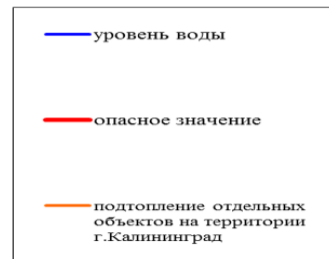 уровень воды
опасное значение
подтопление отдельных
объектов на территории
г.Калининград